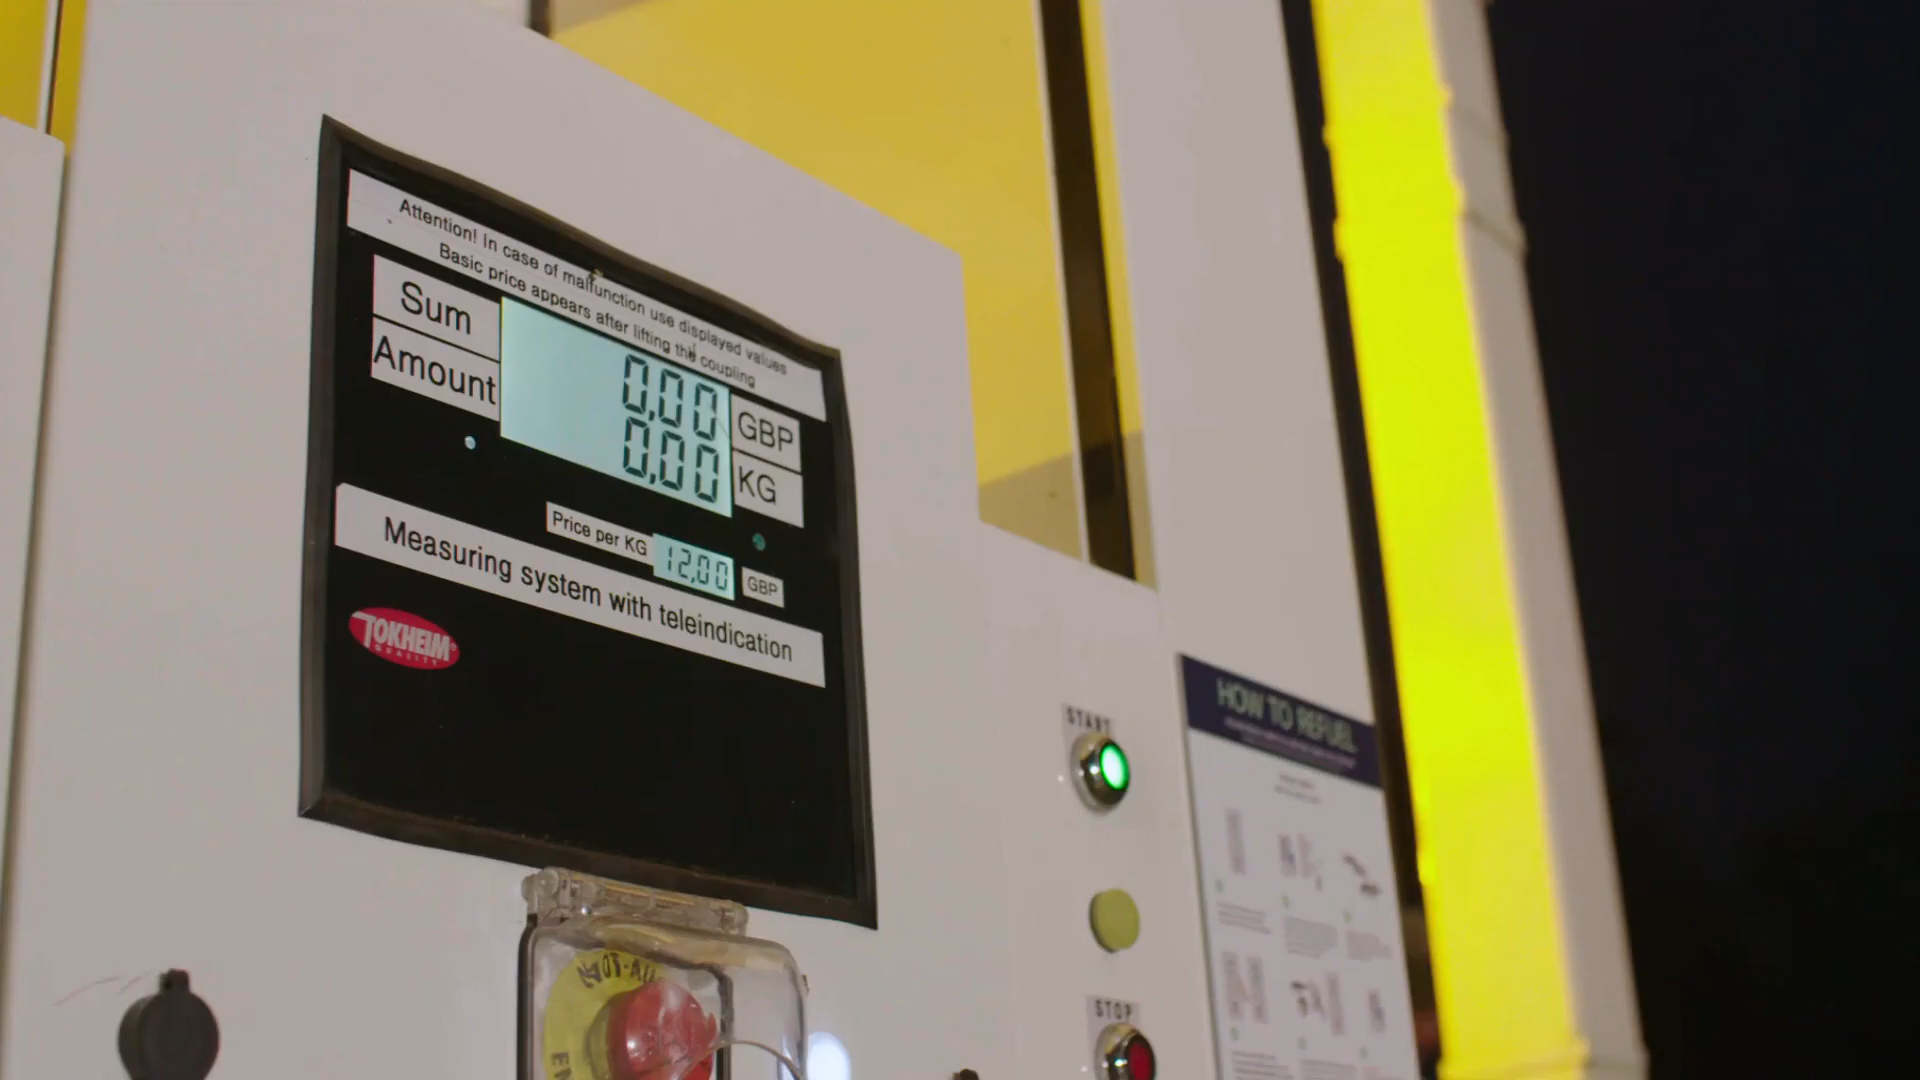 Attention! In case of malfunction use displayed values
Basic price appears after lifting the coupling
Sum
0,00
GBP
Amount
0,00
KG
Price per KG
12,00
GBP
Measuring system with teleindication
TOKHEIM
QUALITY
START
HOW TO REFUEL
STOP